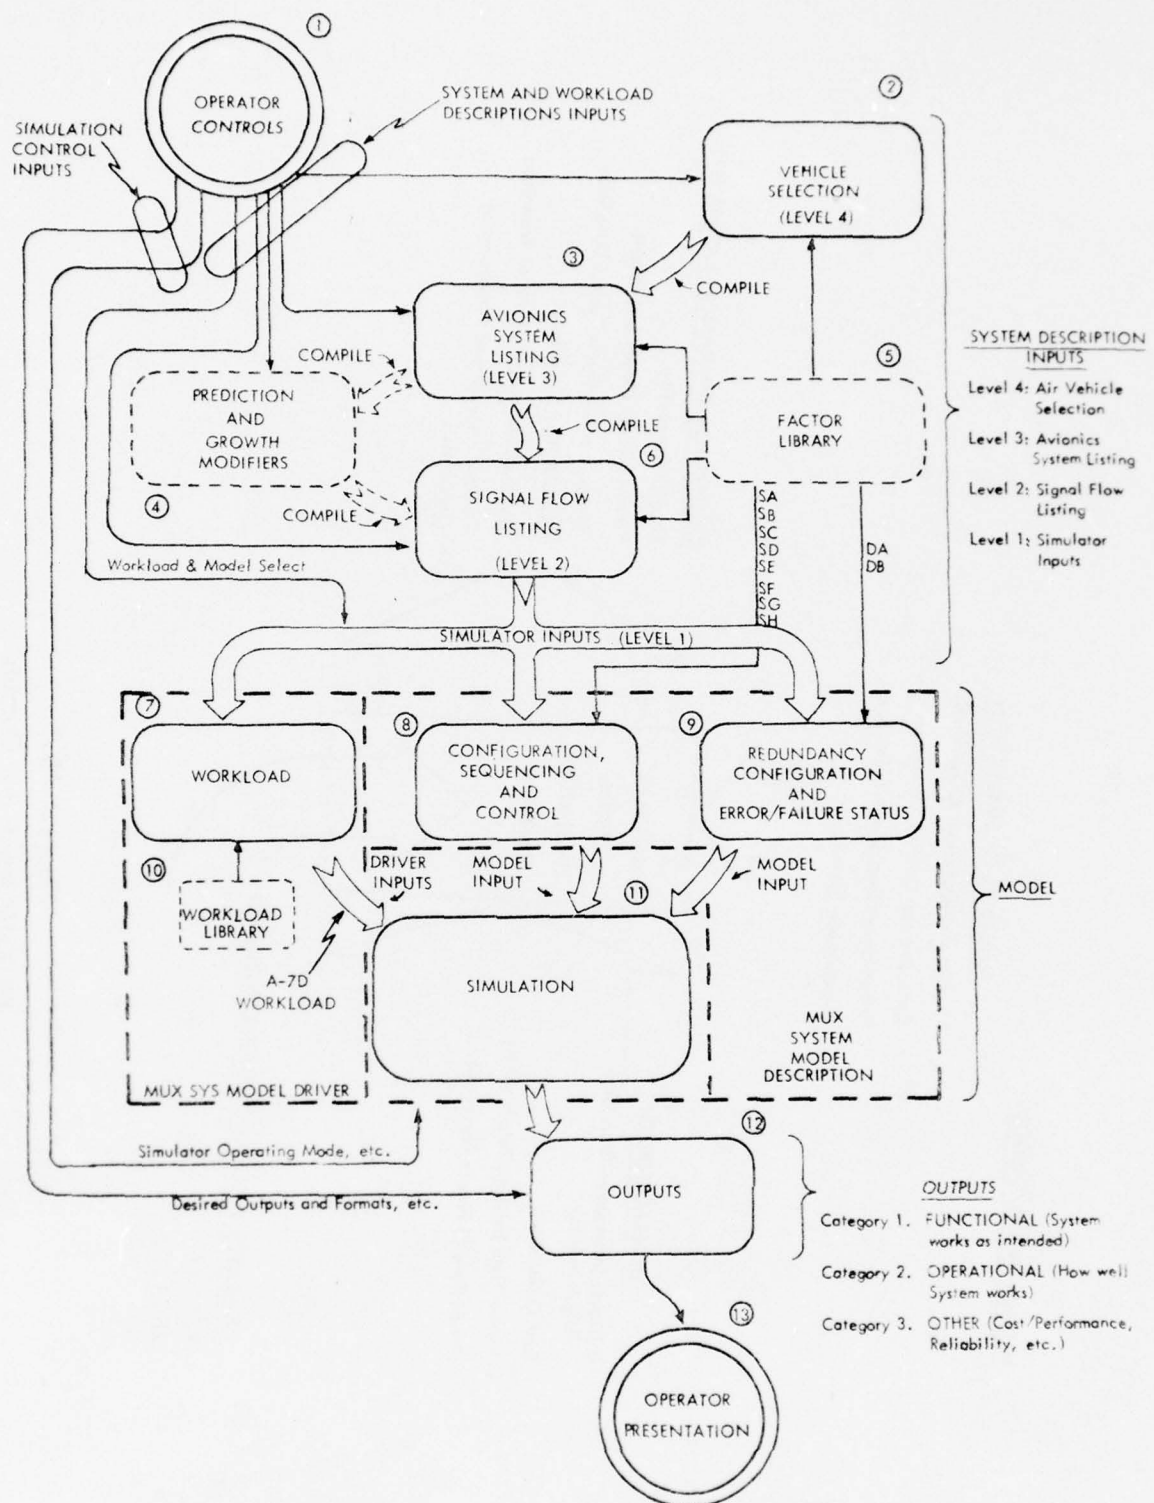 ①
OPERATOR
CONTROLS
SYSTEM AND WORKLOAD
DESCRIPTIONS INPUTS
SIMULATION
CONTROL
INPUTS
②
VEHICLE
SELECTION
(LEVEL 4)
COMPILE
③
AVIONICS
SYSTEM
LISTING
(LEVEL 3)
COMPILE
PREDICTION
AND
GROWTH
MODIFIERS
④
COMPILE
COMPILE
⑤
FACTOR
LIBRARY
⑥
SIGNAL FLOW
LISTING
(LEVEL 2)
SA
SB
SC
SD
SE
SF
SG
SH
DA
DB
SYSTEM DESCRIPTION
INPUTS
Level 4: Air Vehicle
Selection
Level 3: Avionics
System Listing
Level 2: Signal Flow
Listing
Level 1: Simulator
Inputs
Workload & Model Select
SIMULATOR INPUTS (LEVEL 1)
⑦
WORKLOAD
⑧
CONFIGURATION,
SEQUENCING
AND
CONTROL
⑨
REDUNDANCY
CONFIGURATION
AND
ERROR/FAILURE STATUS
⑩
WORKLOAD
LIBRARY
DRIVER
INPUTS
MODEL
INPUT
⑪
MODEL
INPUT
MODEL
A-7D
WORKLOAD
SIMULATION
MUX
SYSTEM
MODEL
DESCRIPTION
MUX SYS MODEL DRIVER
Simulator Operating Mode, etc.
Desired Outputs and Formats, etc.
⑫
OUTPUTS
OUTPUTS
Category 1. FUNCTIONAL (System
works as intended)
Category 2. OPERATIONAL (How well
System works)
Category 3. OTHER (Cost/Performance,
Reliability, etc.)
⑬
OPERATOR
PRESENTATION